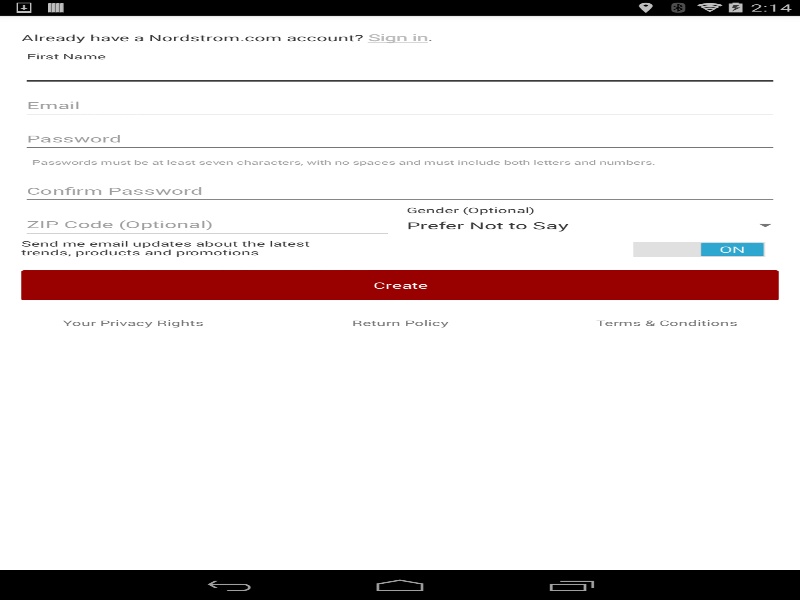 2:14
Already have a Nordstrom.com account? Sign in.
First Name
Email
Password
Passwords must be at least seven characters, with no spaces and must include both letters and numbers.
Confirm Password
Gender (Optional)
ZIP Code (Optional)
Prefer Not to Say
Send me email updates about the latest
trends, products and promotions
ON
Create
Your Privacy Rights
Return Policy
Terms & Conditions